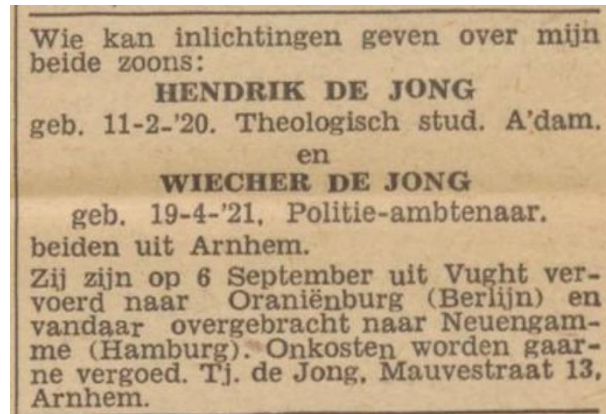 Wie kan inlichtingen geven over mijn
beide zoons:
HENDRIK DE JONG
geb. 11-2-'20. Theologisch stud. A'dam.
en
WIECHER DE JONG
geb. 19-4-'21. Politie-ambtenaar.
beiden uit Arnhem.
Zij zijn op 6 September uit Vught ver-
voerd naar Oraniënburg (Berlijn) en
vandaar overgebracht naar Neuengam-
me (Hamburg). Onkosten worden gaar-
ne vergoed. Tj. de Jong, Mauvestraat 13,
Arnhem.